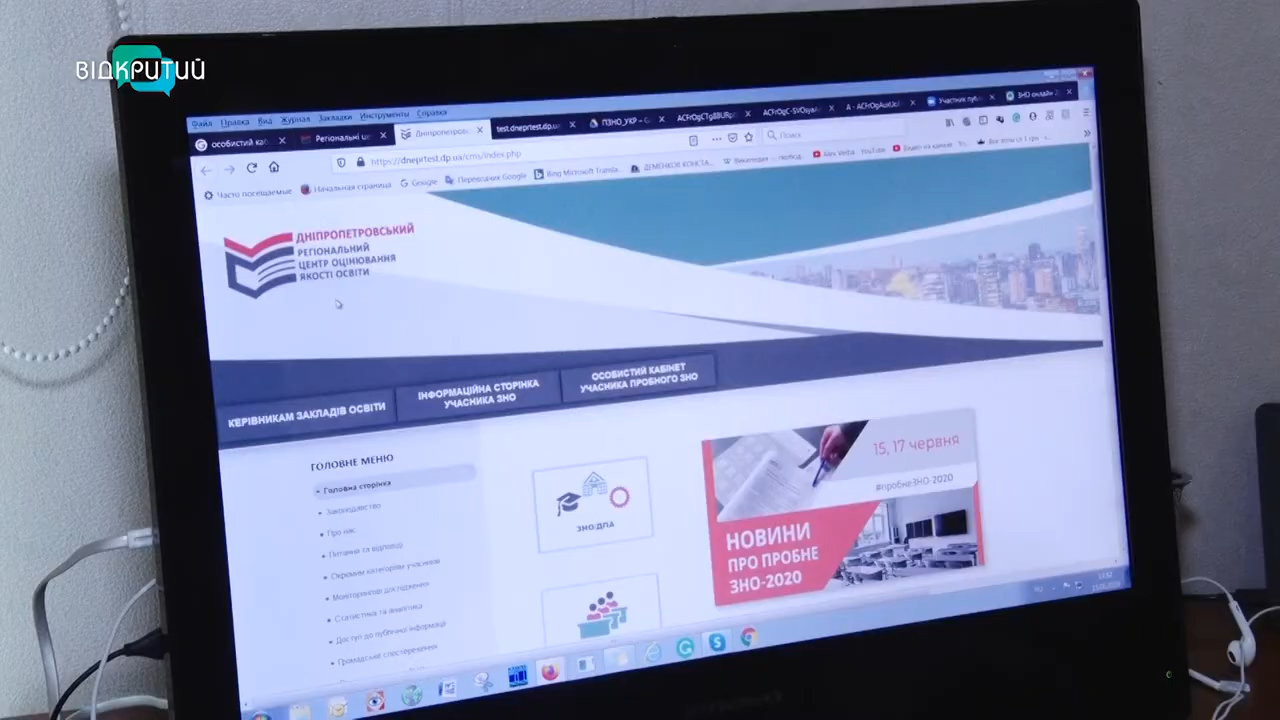 ВІДКРИТИЙ
Файл Правка Вид Журнал Закладки Инструменты Справка
особистий каб
Регіональні ц
Дніпропетровс
test.dneprtest.dp.ua
ПЗНО_УКР – G
Участник пуб
ЗНО онлайн 2
https://dneprtest.dp.ua/cms/index.php
Поиск
Часто посещаемые
Начальная страница
Google
Переводчик Google
Bing Microsoft Transla...
ДЕМЕНКОВ КОНСТА...
Википедия — свобод...
Alex Verba - YouTube
ДНІПРОПЕТРОВСЬКИЙ
РЕГІОНАЛЬНИЙ
ЦЕНТР ОЦІНЮВАННЯ
ЯКОСТІ ОСВІТИ
КЕРІВНИКАМ ЗАКЛАДІВ ОСВІТИ
ІНФОРМАЦІЙНА СТОРІНКА
УЧАСНИКА ЗНО
ОСОБИСТИЙ КАБІНЕТ
УЧАСНИКА ПРОБНОГО ЗНО
ГОЛОВНЕ МЕНЮ
Головна сторінка
Законодавство
Про нас
Питання та відповіді
Окремим категоріям учасників
Моніторингові дослідження
Статистика та аналітика
Доступ до публічної інформації
Громадське спостереження
ЗНО/ДПА
15, 17 червня
#пробнеЗНО-2020
НОВИНИ
ПРО ПРОБНЕ
ЗНО-2020